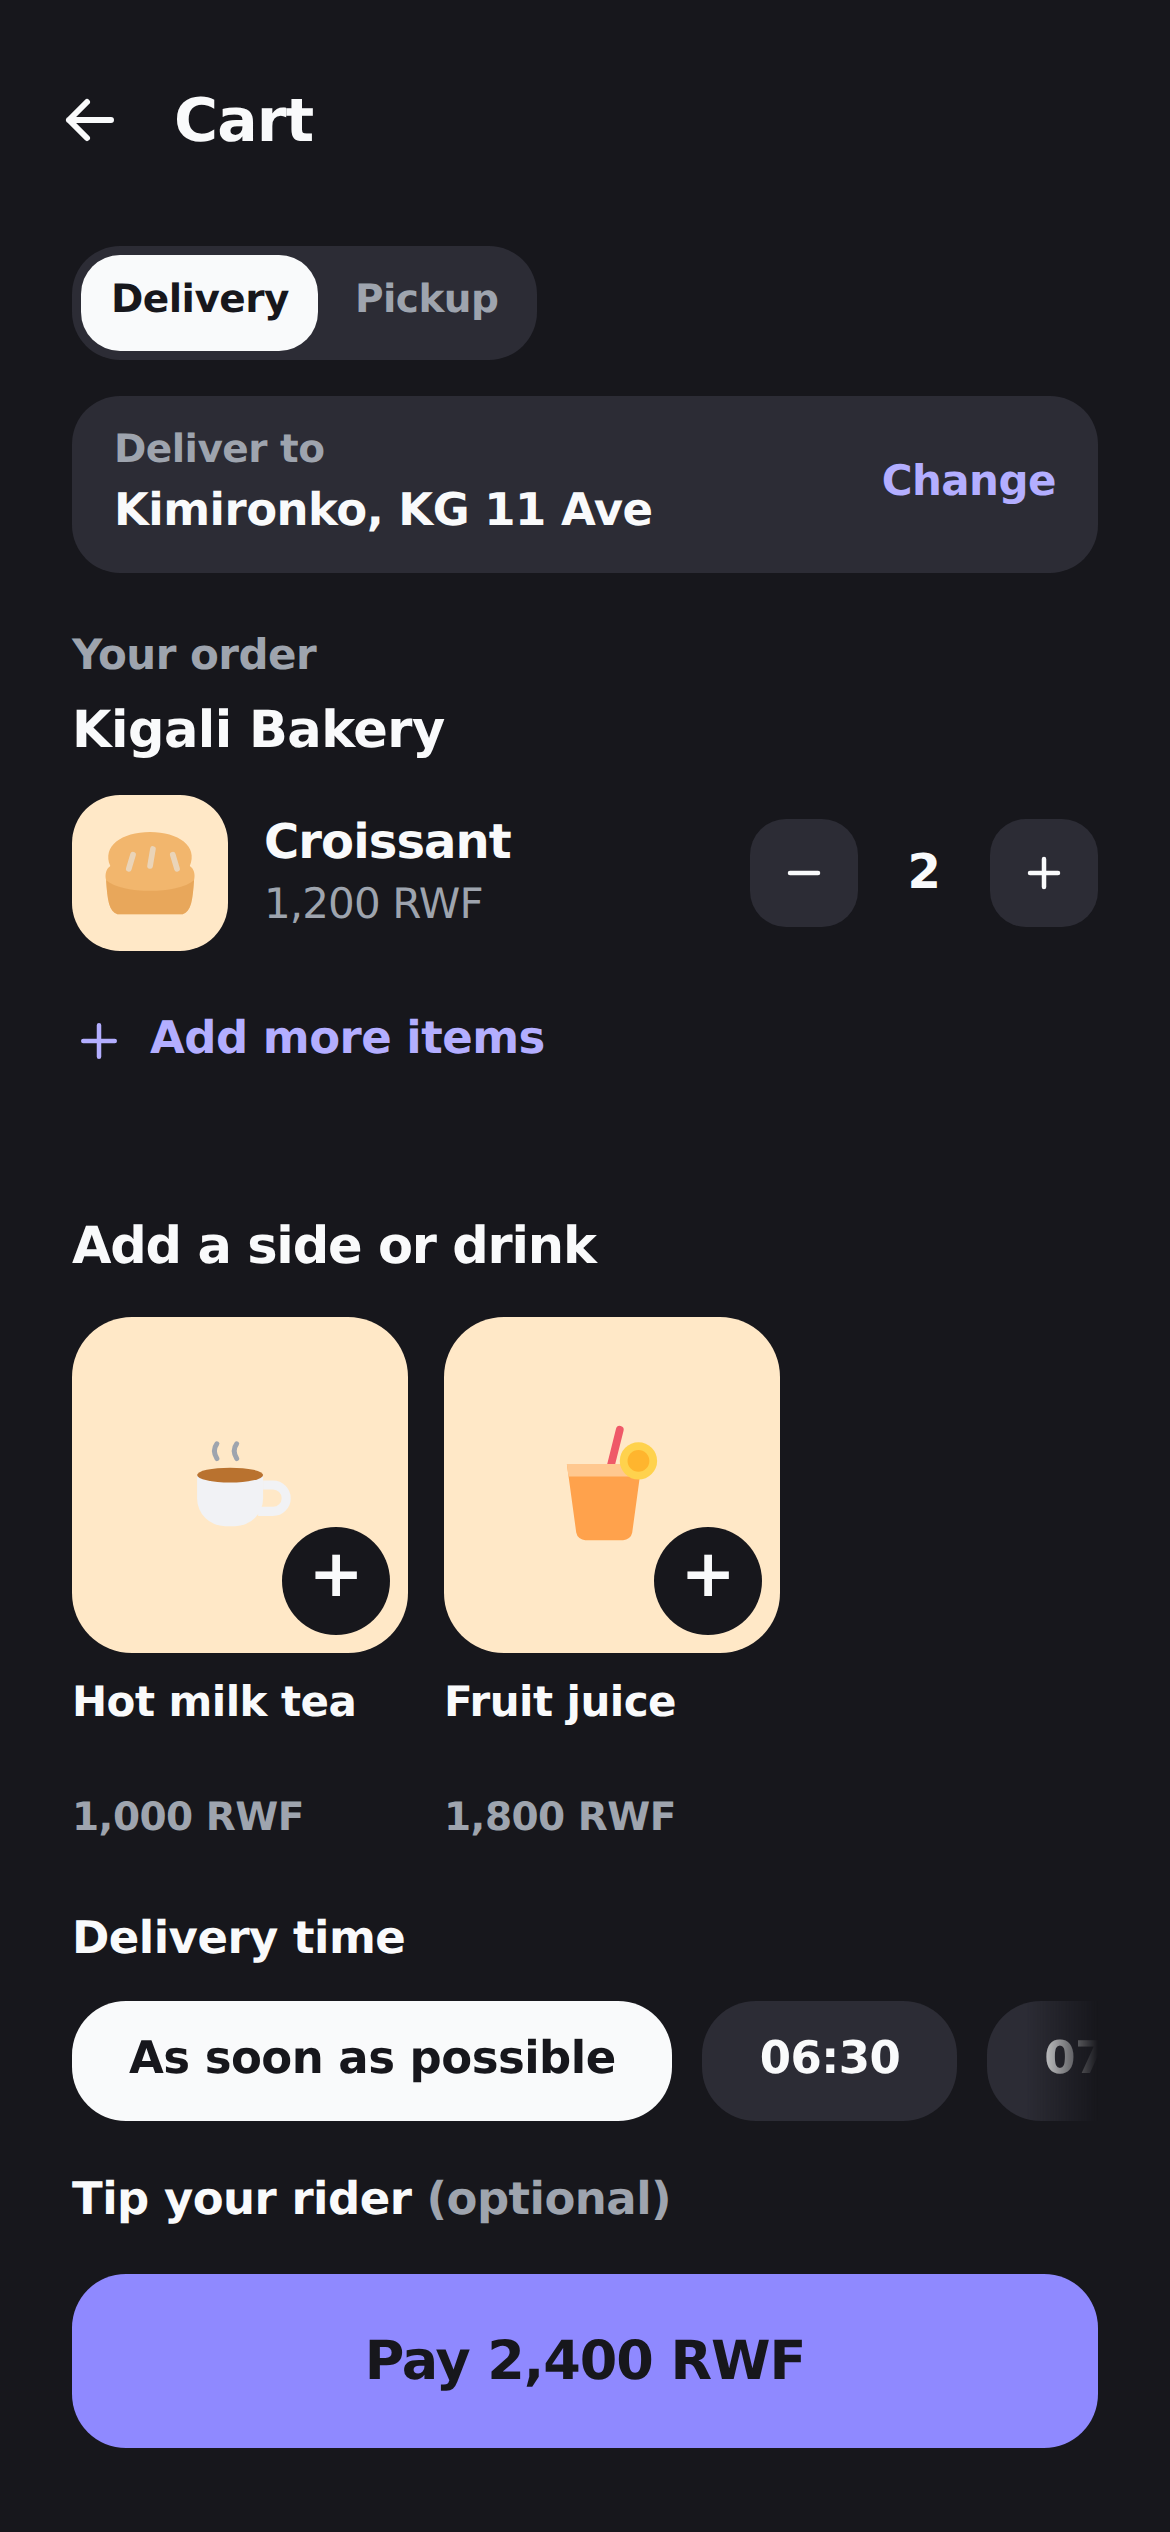 Cart
Delivery
Pickup
Deliver to
Kimironko, KG 11 Ave
Change
Your order
Kigali Bakery
Croissant
1,200 RWF
2
Add more items
Add a side or drink
Hot milk tea
1,000 RWF
Fruit juice
1,800 RWF
Delivery time
As soon as possible
06:30
Tip your rider (optional)
Pay 2,400 RWF